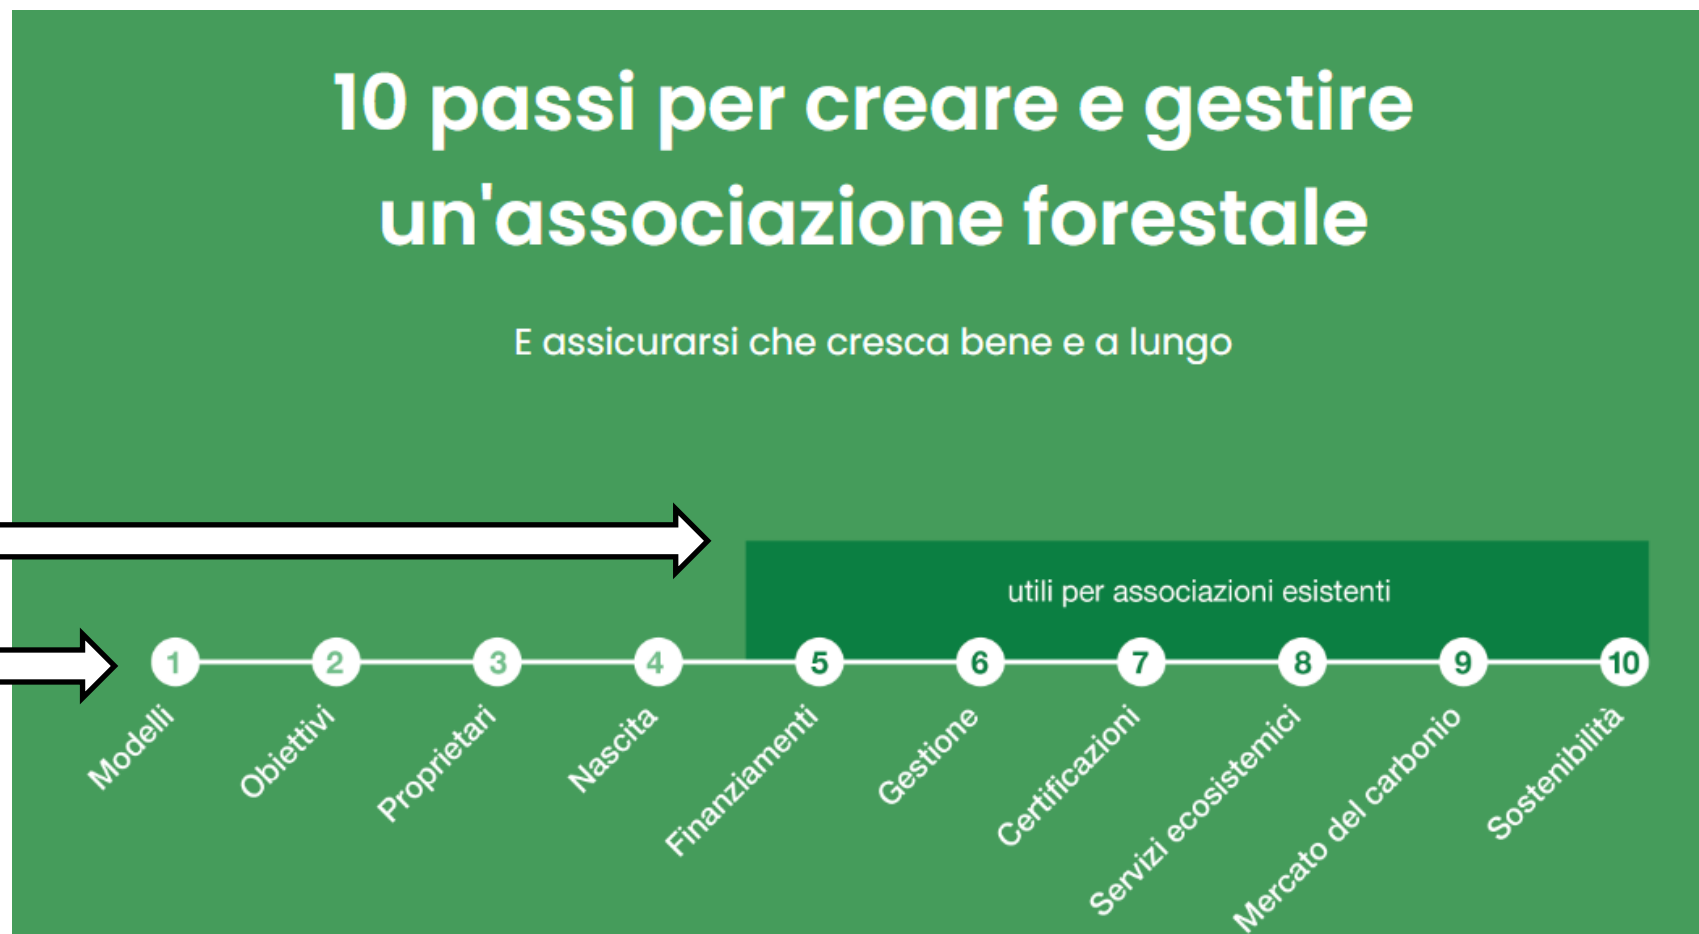 10 passi per creare e gestire
un'associazione forestale
E assicurarsi che cresca bene e a lungo
utili per associazioni esistenti
1
2
3
4
5
6
7
8
9
10
Modelli
Obiettivi
Proprietari
Nascita
Finanziamenti
Gestione
Certificazioni
Servizi ecosistemici
Mercato del carbonio
Sostenibilità